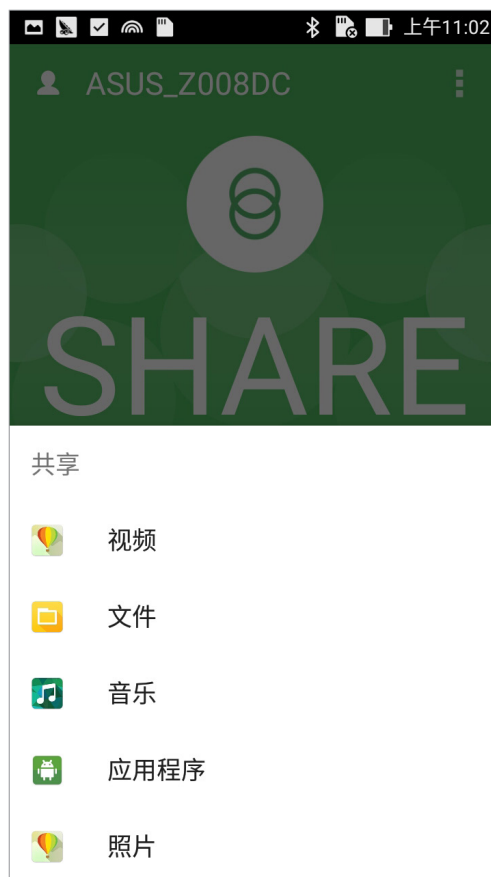 上午11:02
ASUS_Z008DC
SHARE
共享
视频
文件
音乐
应用程序
照片